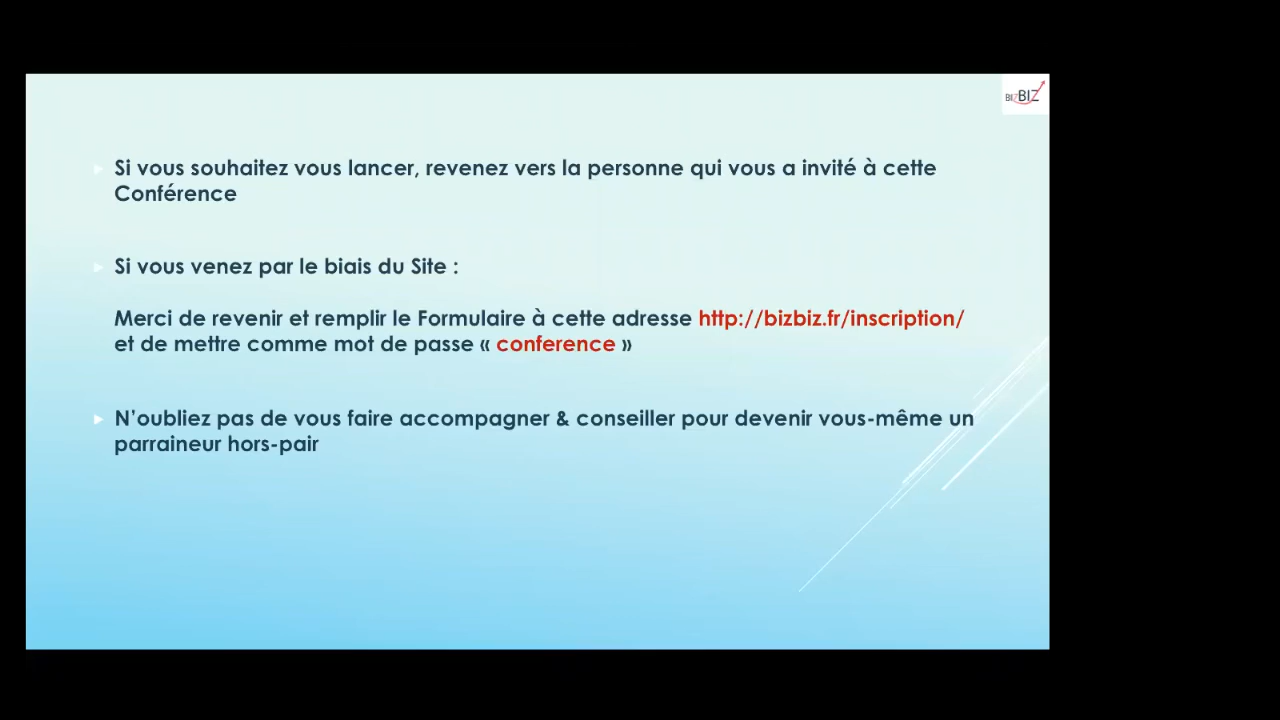 BIZBIZ
Si vous souhaitez vous lancer, revenez vers la personne qui vous a invité à cette
Conférence
Si vous venez par le biais du Site :
Merci de revenir et remplir le Formulaire à cette adresse http://bizbiz.fr/inscription/
et de mettre comme mot de passe « conference »
N’oubliez pas de vous faire accompagner & conseiller pour devenir vous-même un
parraineur hors-pair